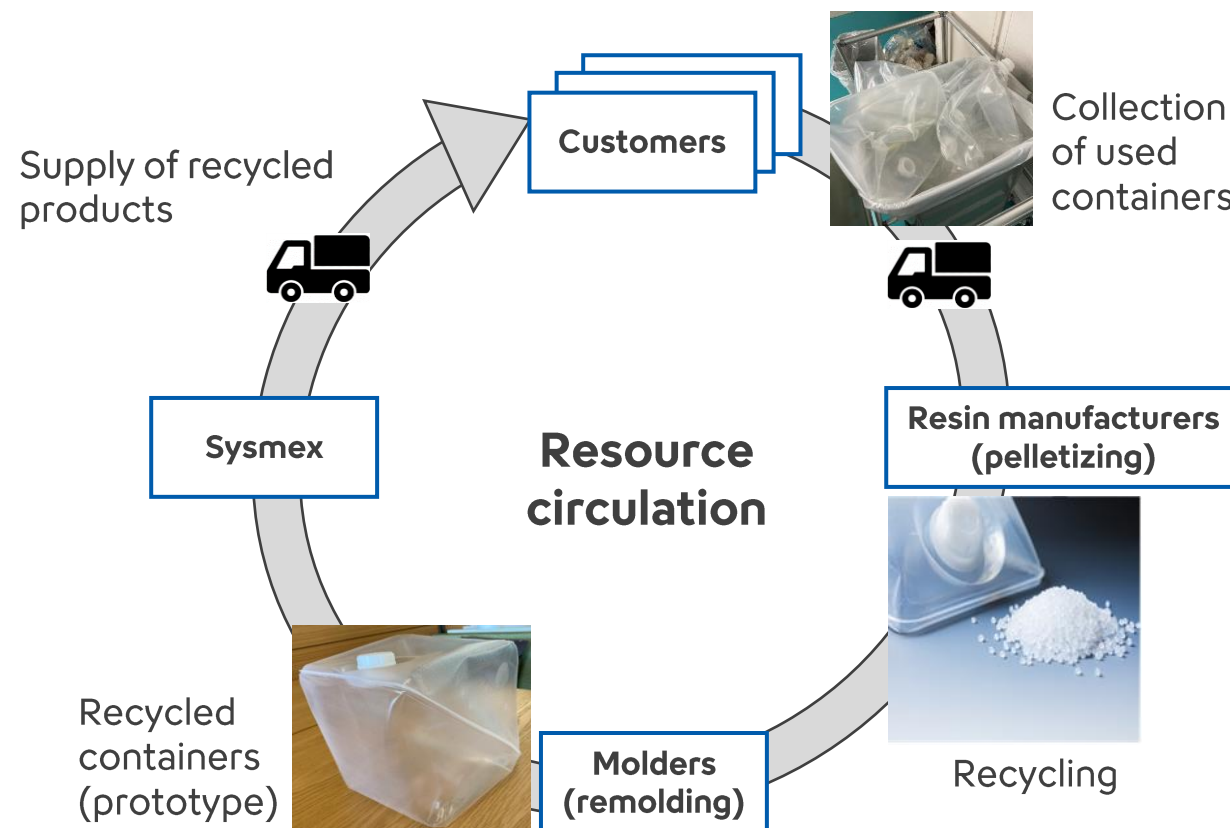 Customers
Collection
of used
containers
Supply of recycled
products
Resin manufacturers
(pelletizing)
Sysmex
Resource
circulation
Recycled
containers
(prototype)
Molders
(remolding)
Recycling